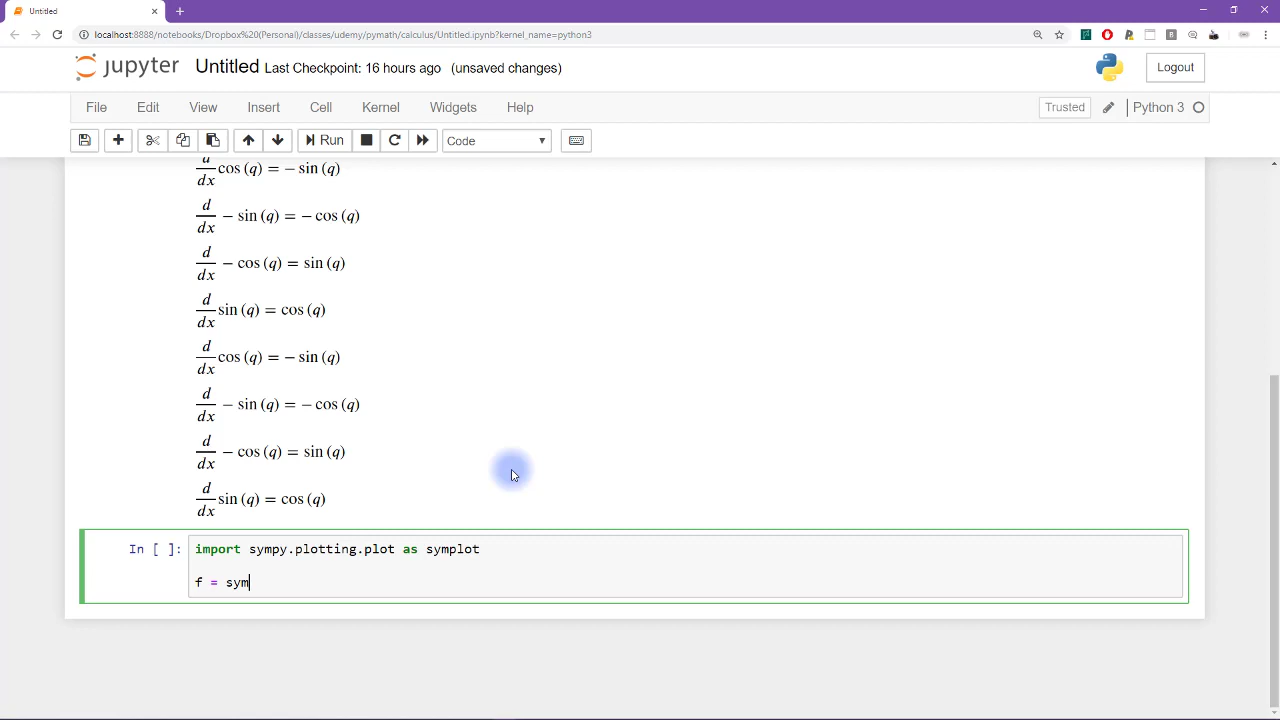 Untitled
localhost:8888/notebooks/Dropbox%20(Personal)/classes/udemy/pymath/calculus/Untitled.ipynb?kernel_name=python3
jupyter Untitled Last Checkpoint: 16 hours ago (unsaved changes) Logout
File Edit View Insert Cell Kernel Widgets Help Trusted Python 3
Run Code
d/dx cos (q) = − sin (q)
d/dx − sin (q) = − cos (q)
d/dx − cos (q) = sin (q)
d/dx sin (q) = cos (q)
d/dx cos (q) = − sin (q)
d/dx − sin (q) = − cos (q)
d/dx − cos (q) = sin (q)
d/dx sin (q) = cos (q)
In [ ]: import sympy.plotting.plot as symplot
f = sym